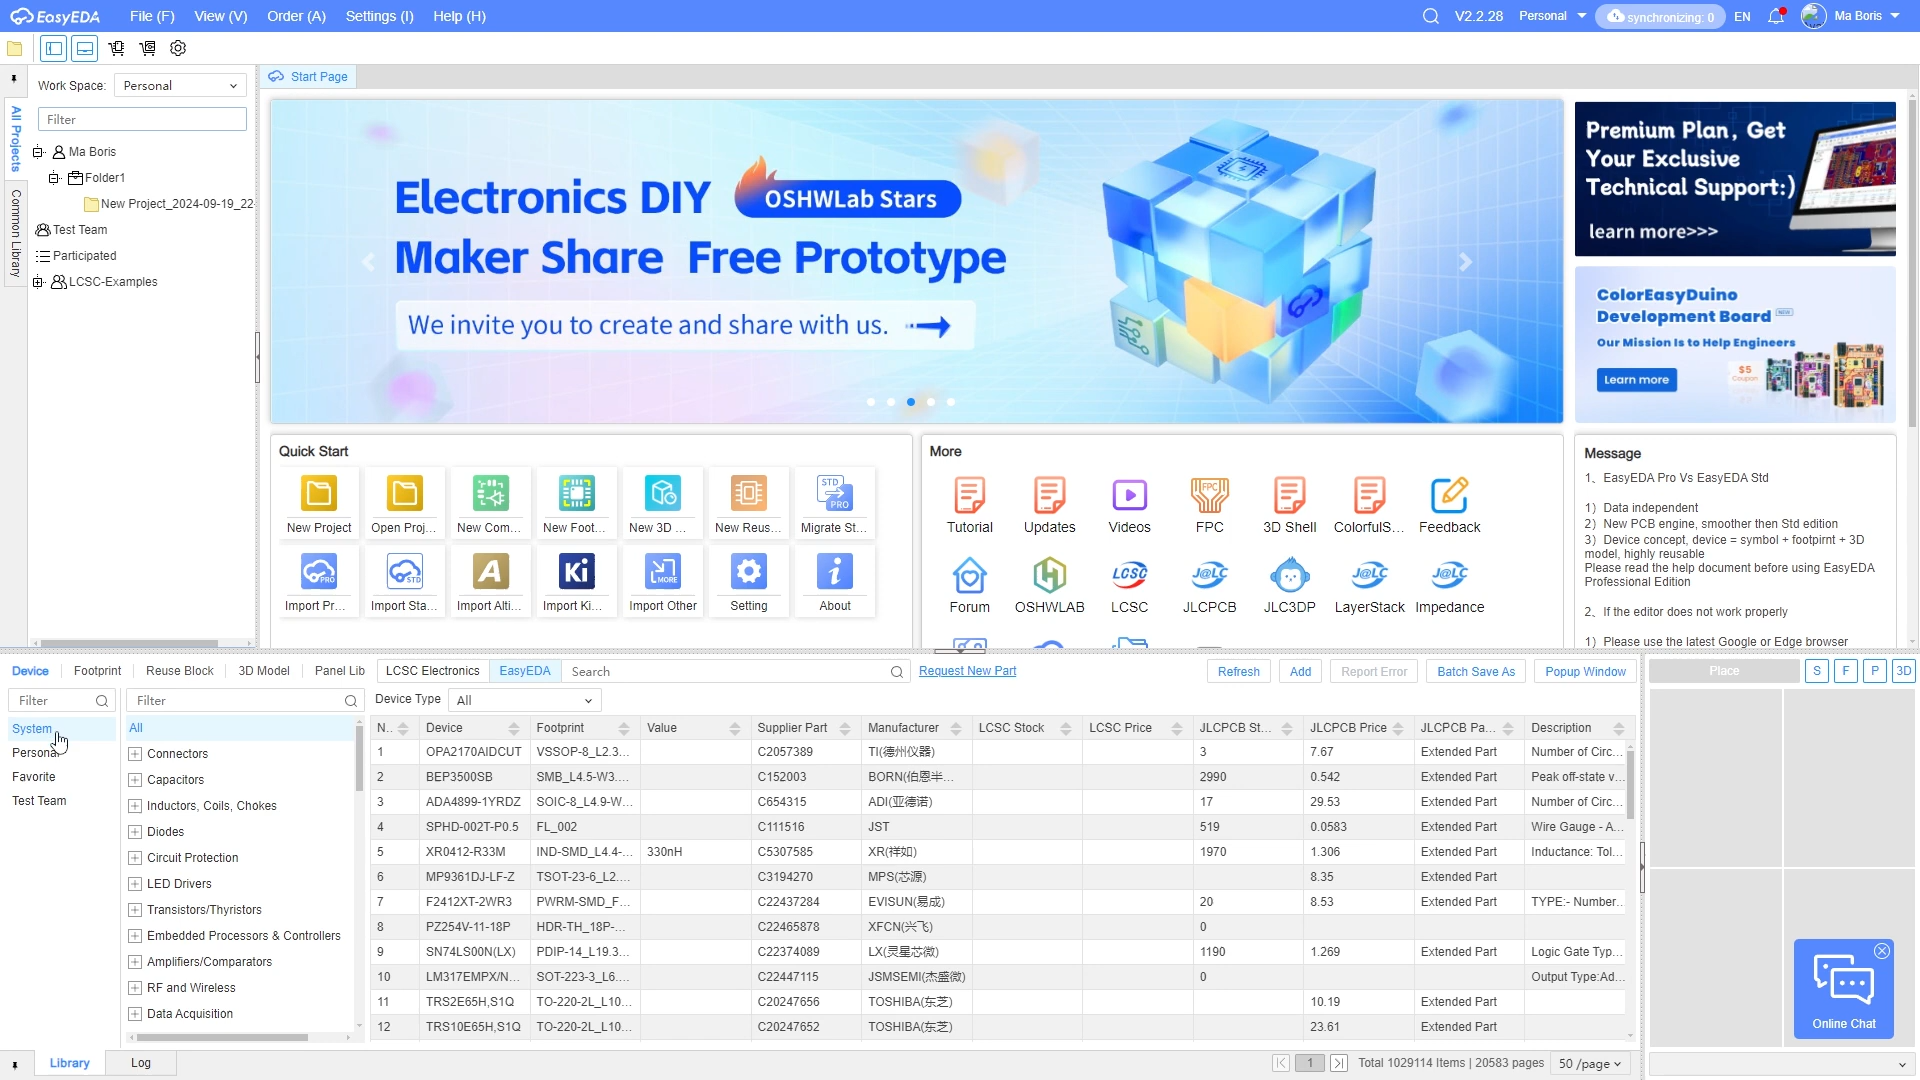 EasyEDA
File (F)
View (V)
Order (A)
Settings (I)
Help (H)
V2.2.28
Personal
synchronizing: 0
EN
Ma Boris
Work Space:
Personal
Start Page
All Projects
Common Library
Filter
Ma Boris
Folder1
New Project_2024-09-19_22-
Test Team
Participated
LCSC-Examples
Electronics DIY
OSHWLab Stars
Maker Share Free Prototype
We invite you to create and share with us.
Premium Plan, Get
Your Exclusive
Technical Support:)
learn more>>>
ColorEasyDuino
Development Board
NEW
Our Mission Is to Help Engineers
Learn more
$5
Coupon
Quick Start
New Project
Open Proj...
New Com...
New Foot...
New 3D ...
New Reus...
STD
PRO
Migrate St...
PRO
Import Pr...
STD
Import Sta...
A
Import Alti...
Ki
Import Ki...
MORE
Import Other
Setting
About
More
Tutorial
Updates
Videos
FPC
FPC
3D Shell
ColorfulS...
Feedback
Forum
OSHWLAB
LCSC
LCSC
J@LC
JLCPCB
JLC3DP
J@LC
LayerStack
J@LC
Impedance
Message
1、EasyEDA Pro Vs EasyEDA Std
1）Data independent
2）New PCB engine, smoother then Std edition
3）Device concept, device = symbol + footpirnt + 3D
model, highly reusable
Please read the help document before using EasyEDA
Professional Edition
2、If the editor does not work properly
1）Please use the latest Google or Edge browser
Device
Footprint
Reuse Block
3D Model
Panel Lib
LCSC Electronics
EasyEDA
Search
Request New Part
Refresh
Add
Report Error
Batch Save As
Popup Window
Place
S
F
P
3D
Filter
Filter
Device Type
All
System
Personal
Favorite
Test Team
All
Connectors
Capacitors
Inductors, Coils, Chokes
Diodes
Circuit Protection
LED Drivers
Transistors/Thyristors
Embedded Processors & Controllers
Amplifiers/Comparators
RF and Wireless
Data Acquisition
N.. Device Footprint Value Supplier Part Manufacturer LCSC Stock LCSC Price JLCPCB St... JLCPCB Price JLCPCB Pa... Description
1 OPA2170AIDCUT VSSOP-8_L2.3... C2057389 TI(德州仪器) 3 7.67 Extended Part Number of Circ...
2 BEP3500SB SMB_L4.5-W3.... C152003 BORN(伯恩半... 2990 0.542 Extended Part Peak off-state v...
3 ADA4899-1YRDZ SOIC-8_L4.9-W... C654315 ADI(亚德诺) 17 29.53 Extended Part Number of Circ...
4 SPHD-002T-P0.5 FL_002 C111516 JST 519 0.0583 Extended Part Wire Gauge - A...
5 XR0412-R33M IND-SMD_L4.4-... 330nH C5307585 XR(祥如) 1970 1.306 Extended Part Inductance: Tol...
6 MP9361DJ-LF-Z TSOT-23-6_L2.... C3194270 MPS(芯源) 8.35 Extended Part
7 F2412XT-2WR3 PWRM-SMD_F... C22437284 EVISUN(易成) 20 8.53 Extended Part TYPE:- Number...
8 PZ254V-11-18P HDR-TH_18P-... C22465878 XFCN(兴飞) 0
9 SN74LS00N(LX) PDIP-14_L19.3... C22374089 LX(灵星芯微) 1190 1.269 Extended Part Logic Gate Typ...
10 LM317EMPX/N... SOT-223-3_L6.... C22447115 JSMSEMI(杰盛微) 0 Output Type:Ad...
11 TRS2E65H,S1Q TO-220-2L_L10... C20247656 TOSHIBA(东芝) 10.19 Extended Part
12 TRS10E65H,S1Q TO-220-2L_L10... C20247652 TOSHIBA(东芝) 23.61 Extended Part
Online Chat
Library
Log
1
Total 1029114 Items | 20583 pages
50 /page